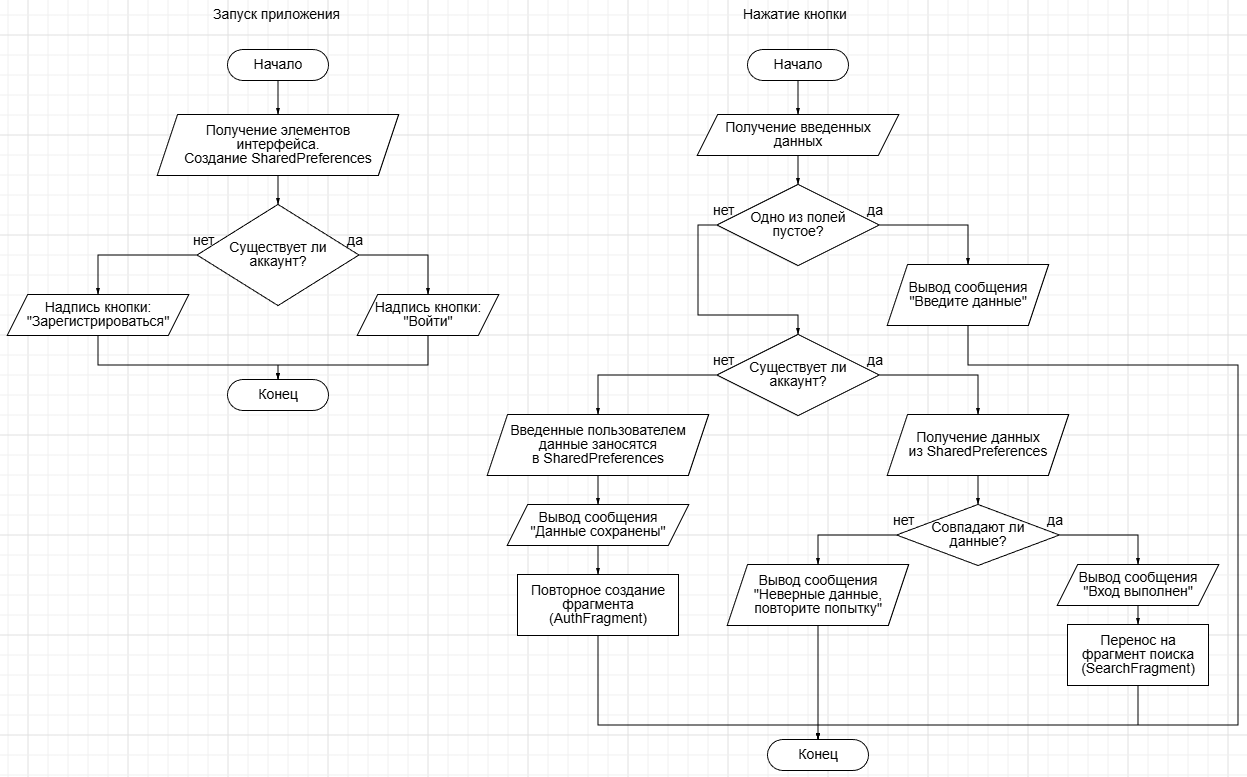 Запуск приложения
Начало
Получение элементов
интерфейса.
Создание SharedPreferences
нет
да
Существует ли
аккаунт?
Надпись кнопки:
"Зарегистрироваться"
Надпись кнопки:
"Войти"
Конец
Нажатие кнопки
Начало
Получение введенных
данных
нет
да
Одно из полей
пустое?
Вывод сообщения
"Введите данные"
нет
да
Существует ли
аккаунт?
Введенные пользователем
данные заносятся
в SharedPreferences
Вывод сообщения
"Данные сохранены"
Повторное создание
фрагмента
(AuthFragment)
Получение данных
из SharedPreferences
нет
да
Совпадают ли
данные?
Вывод сообщения
"Неверные данные,
повторите попытку"
Вывод сообщения
"Вход выполнен"
Перенос на
фрагмент поиска
(SearchFragment)
Конец